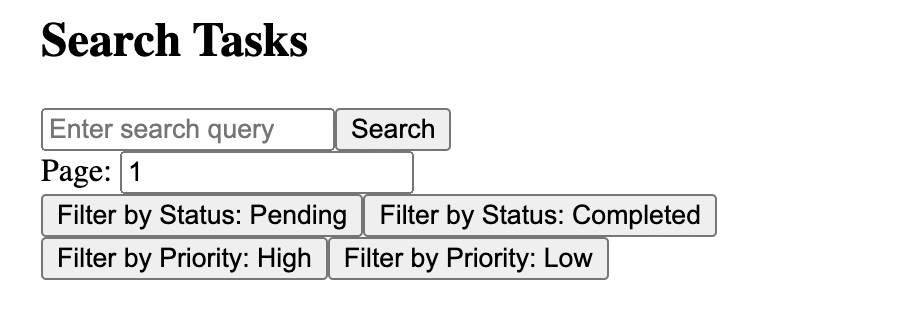 Search Tasks
Enter search query Search
Page: 1
Filter by Status: Pending Filter by Status: Completed
Filter by Priority: High Filter by Priority: Low